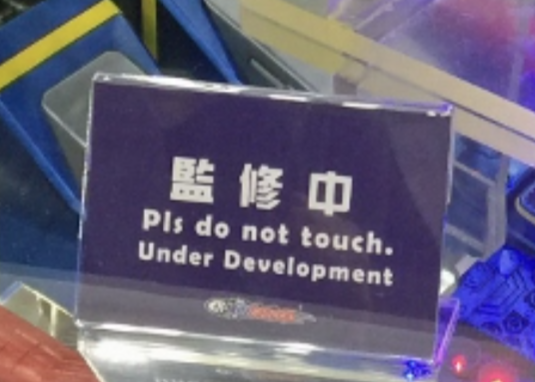 監修中
Pls do not touch.
Under Development